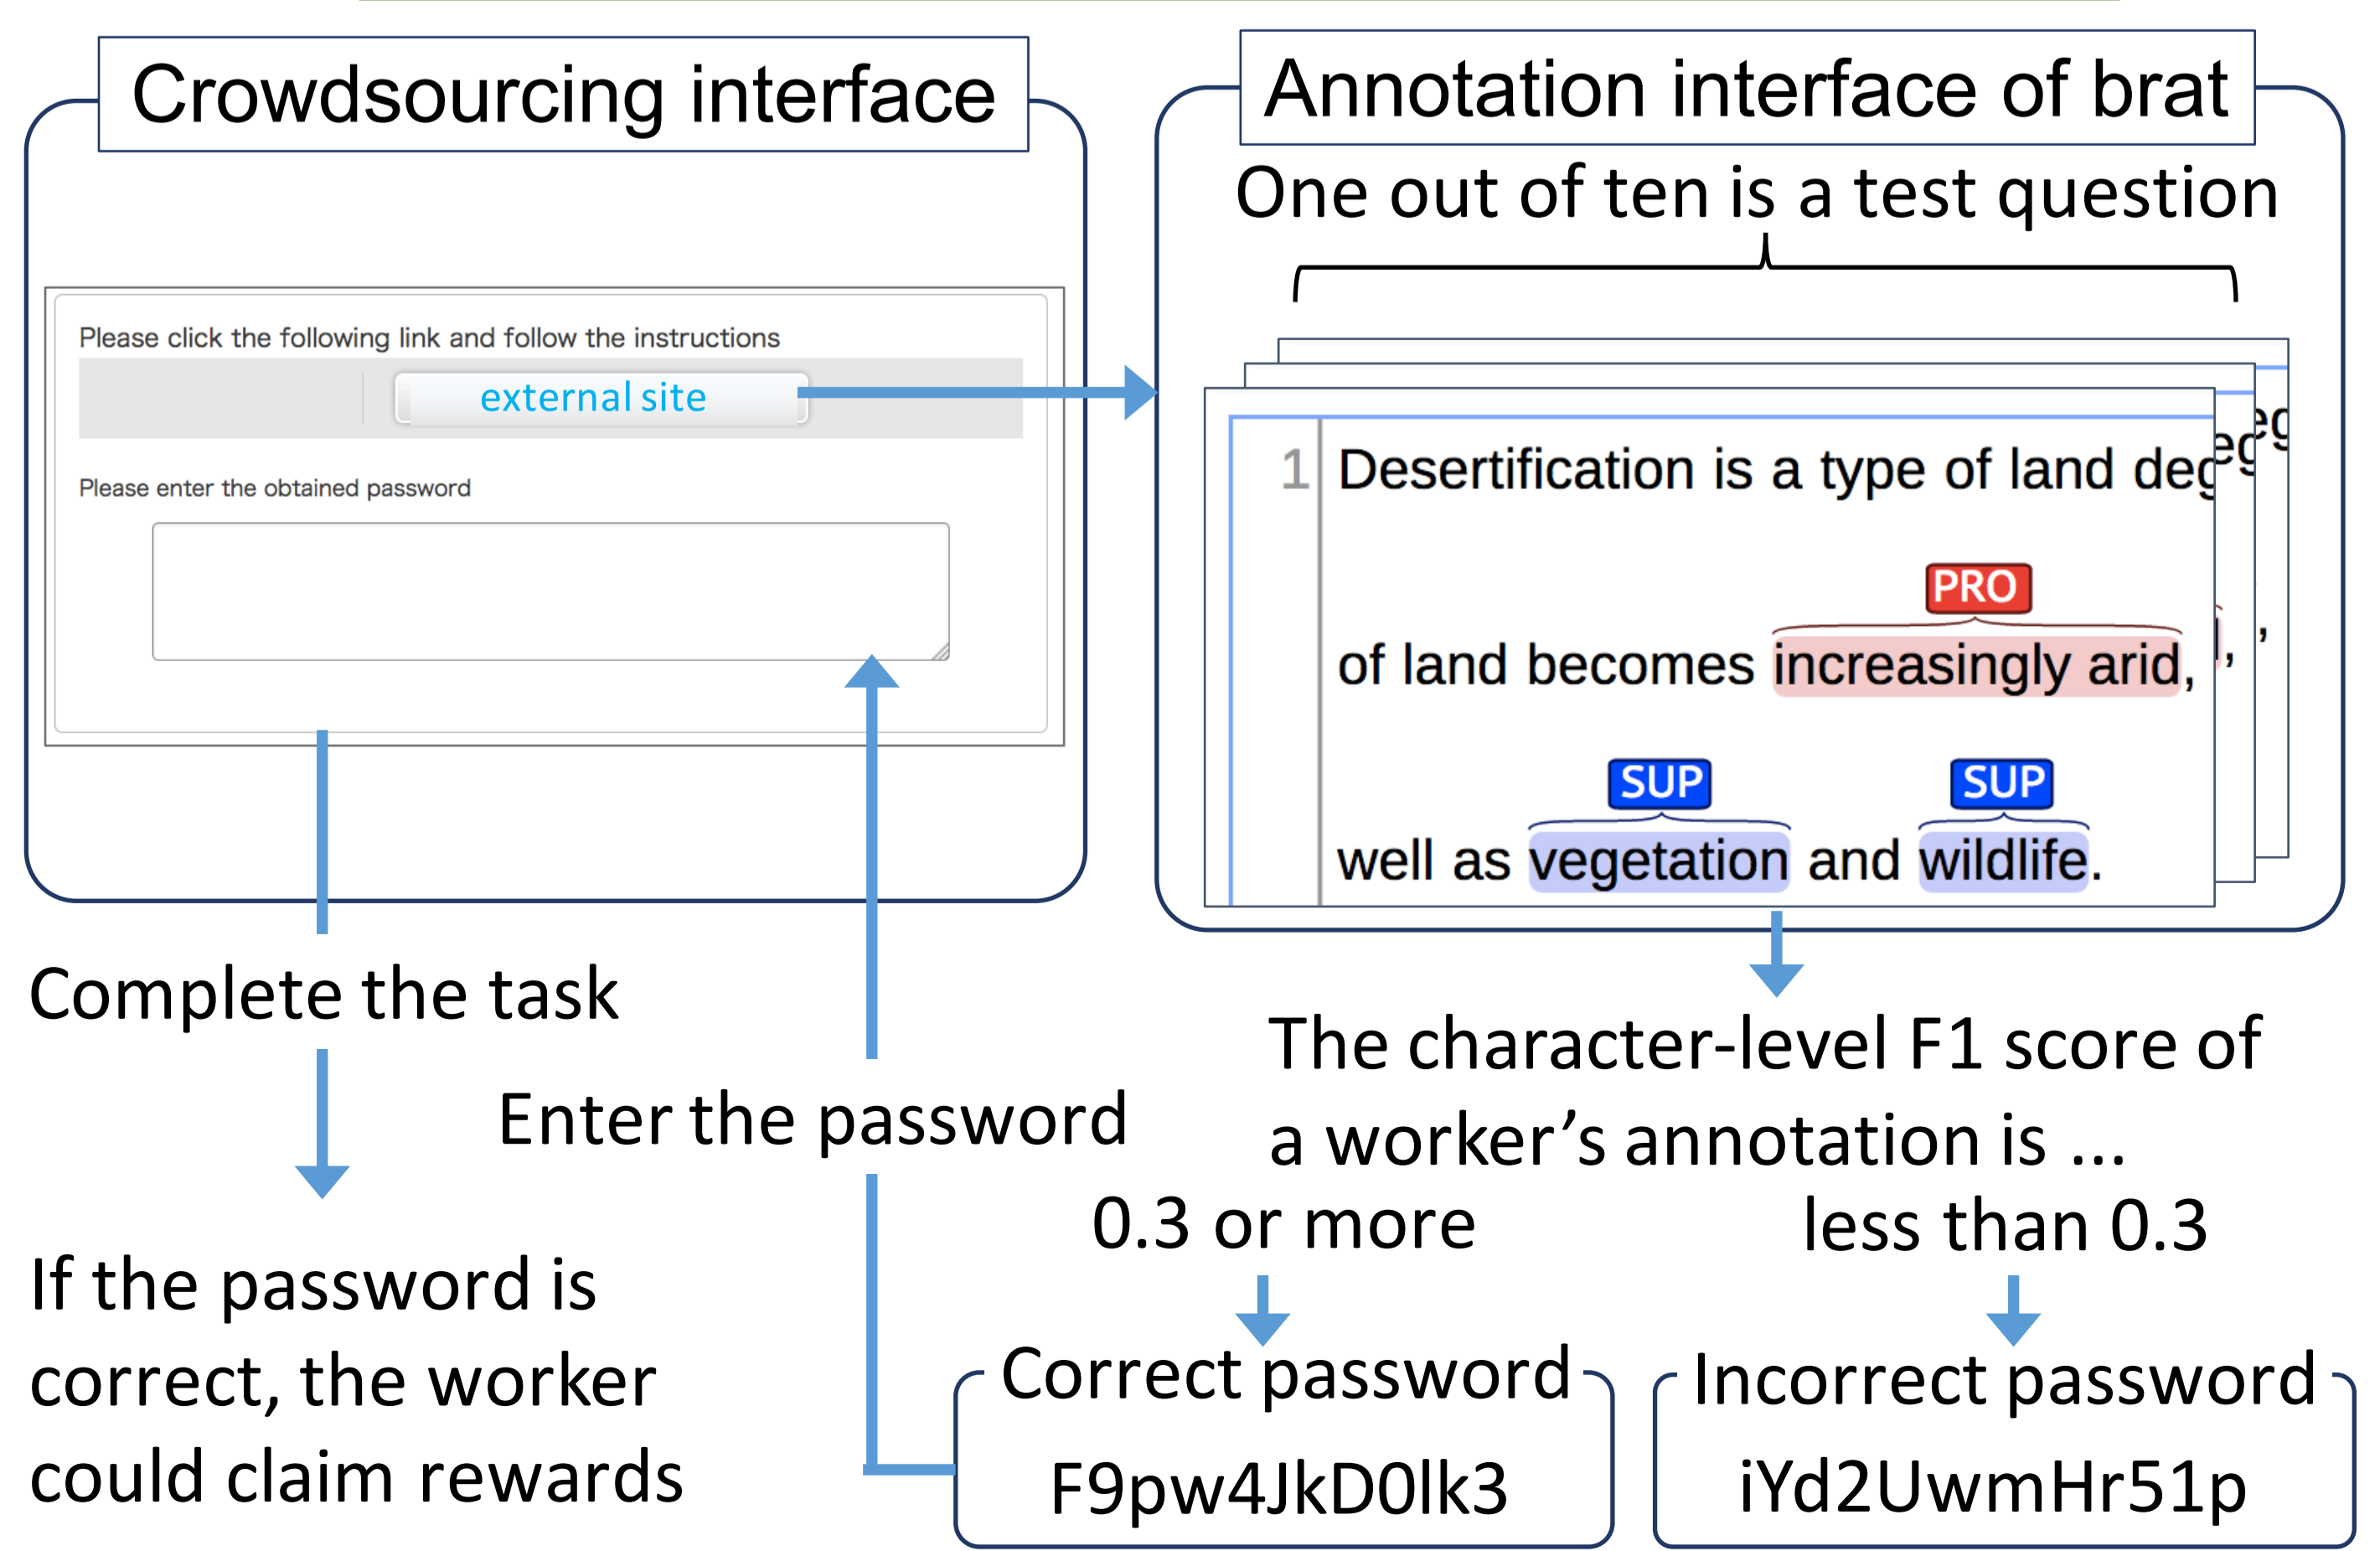 Crowdsourcing interface
Please click the following link and follow the instructions
external site
Please enter the obtained password
Annotation interface of brat
One out of ten is a test question
1 Desertification is a type of land deg
eg
eg
PRO
of land becomes increasingly arid,
, ,
SUP SUP
well as vegetation and wildlife.
Complete the task
If the password is
correct, the worker
could claim rewards
Enter the password
The character-level F1 score of
a worker’s annotation is ...
0.3 or more
less than 0.3
Correct password
F9pw4JkD0lk3
Incorrect password
iYd2UwmHr51p